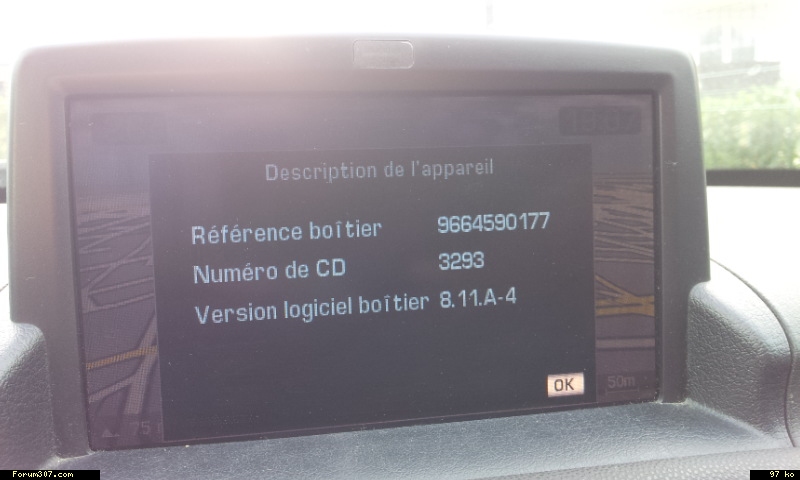 Description de l'appareil
Référence boîtier 9664590177
Numéro de CD 3293
Version logiciel boîtier 8.11.A-4
OK
50m
Forum307.com
97 ko